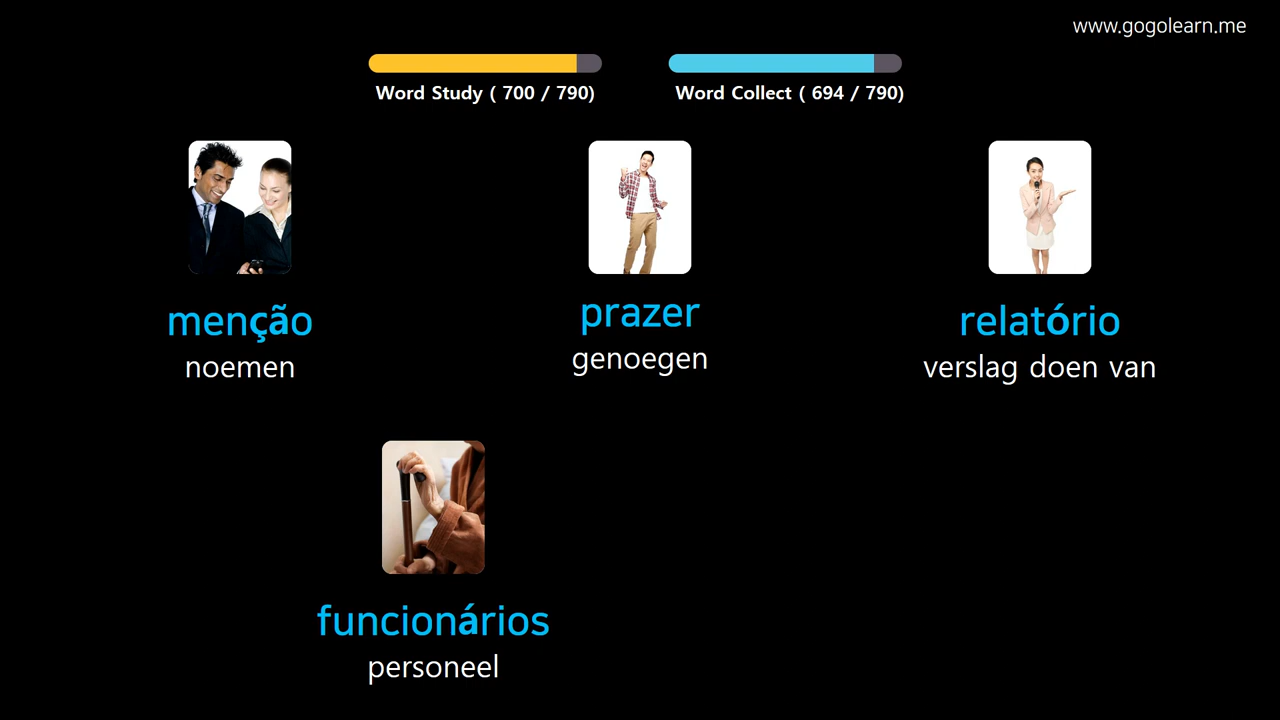 www.gogolearn.me
Word Study ( 700 / 790)
Word Collect ( 694 / 790)
menção
noemen
prazer
genoegen
relatório
verslag doen van
funcionários
personeel